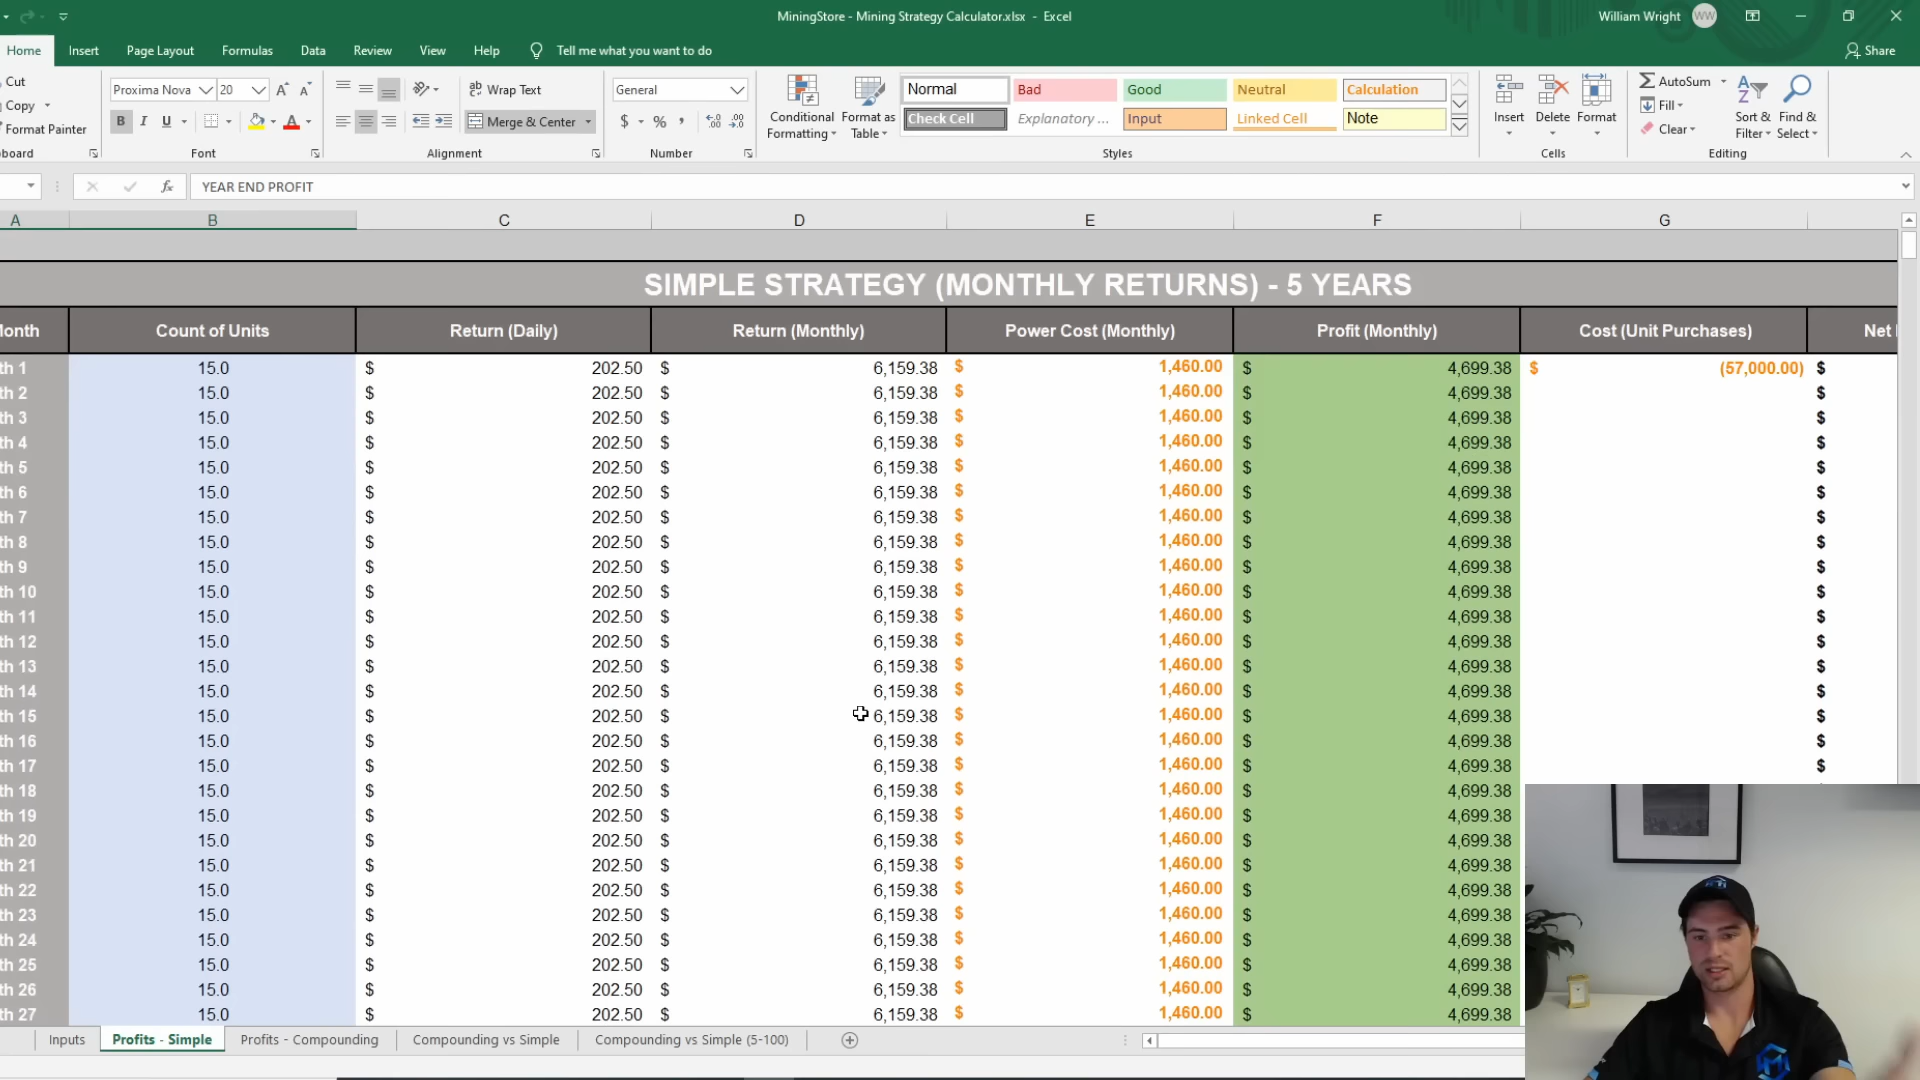 MiningStore - Mining Strategy Calculator.xlsx - Excel
William Wright WW
Home Insert Page Layout Formulas Data Review View Help Tell me what you want to do Share
Cut
Copy
Format Painter
board
Proxima Nova 20
B I U
Font
Wrap Text
Merge & Center
Alignment
General
$ % ,
Number
Conditional Formatting
Format as Table
Normal Bad Good Neutral Calculation
Check Cell Explanatory ... Input Linked Cell Note
Styles
Insert Delete Format
Cells
AutoSum
Fill
Clear
Sort & Filter
Find & Select
Editing
fx YEAR END PROFIT
A B C D E F G
SIMPLE STRATEGY (MONTHLY RETURNS) - 5 YEARS
Month Count of Units Return (Daily) Return (Monthly) Power Cost (Monthly) Profit (Monthly) Cost (Unit Purchases) Net
th 1 15.0 $ 202.50 $ 6,159.38 $ 1,460.00 $ 4,699.38 $ (57,000.00) $
th 2 15.0 $ 202.50 $ 6,159.38 $ 1,460.00 $ 4,699.38 $
th 3 15.0 $ 202.50 $ 6,159.38 $ 1,460.00 $ 4,699.38 $
th 4 15.0 $ 202.50 $ 6,159.38 $ 1,460.00 $ 4,699.38 $
th 5 15.0 $ 202.50 $ 6,159.38 $ 1,460.00 $ 4,699.38 $
th 6 15.0 $ 202.50 $ 6,159.38 $ 1,460.00 $ 4,699.38 $
th 7 15.0 $ 202.50 $ 6,159.38 $ 1,460.00 $ 4,699.38 $
th 8 15.0 $ 202.50 $ 6,159.38 $ 1,460.00 $ 4,699.38 $
th 9 15.0 $ 202.50 $ 6,159.38 $ 1,460.00 $ 4,699.38 $
th 10 15.0 $ 202.50 $ 6,159.38 $ 1,460.00 $ 4,699.38 $
th 11 15.0 $ 202.50 $ 6,159.38 $ 1,460.00 $ 4,699.38 $
th 12 15.0 $ 202.50 $ 6,159.38 $ 1,460.00 $ 4,699.38 $
th 13 15.0 $ 202.50 $ 6,159.38 $ 1,460.00 $ 4,699.38 $
th 14 15.0 $ 202.50 $ 6,159.38 $ 1,460.00 $ 4,699.38 $
th 15 15.0 $ 202.50 $ 6,159.38 $ 1,460.00 $ 4,699.38 $
th 16 15.0 $ 202.50 $ 6,159.38 $ 1,460.00 $ 4,699.38 $
th 17 15.0 $ 202.50 $ 6,159.38 $ 1,460.00 $ 4,699.38 $
th 18 15.0 $ 202.50 $ 6,159.38 $ 1,460.00 $ 4,699.38
th 19 15.0 $ 202.50 $ 6,159.38 $ 1,460.00 $ 4,699.38
th 20 15.0 $ 202.50 $ 6,159.38 $ 1,460.00 $ 4,699.38
th 21 15.0 $ 202.50 $ 6,159.38 $ 1,460.00 $ 4,699.38
th 22 15.0 $ 202.50 $ 6,159.38 $ 1,460.00 $ 4,699.38
th 23 15.0 $ 202.50 $ 6,159.38 $ 1,460.00 $ 4,699.38
th 24 15.0 $ 202.50 $ 6,159.38 $ 1,460.00 $ 4,699.38
th 25 15.0 $ 202.50 $ 6,159.38 $ 1,460.00 $ 4,699.38
th 26 15.0 $ 202.50 $ 6,159.38 $ 1,460.00 $ 4,699.38
th 27 15.0 $ 202.50 $ 6,159.38 $ 1,460.00 $ 4,699.38
Inputs Profits - Simple Profits - Compounding Compounding vs Simple Compounding vs Simple (5-100)